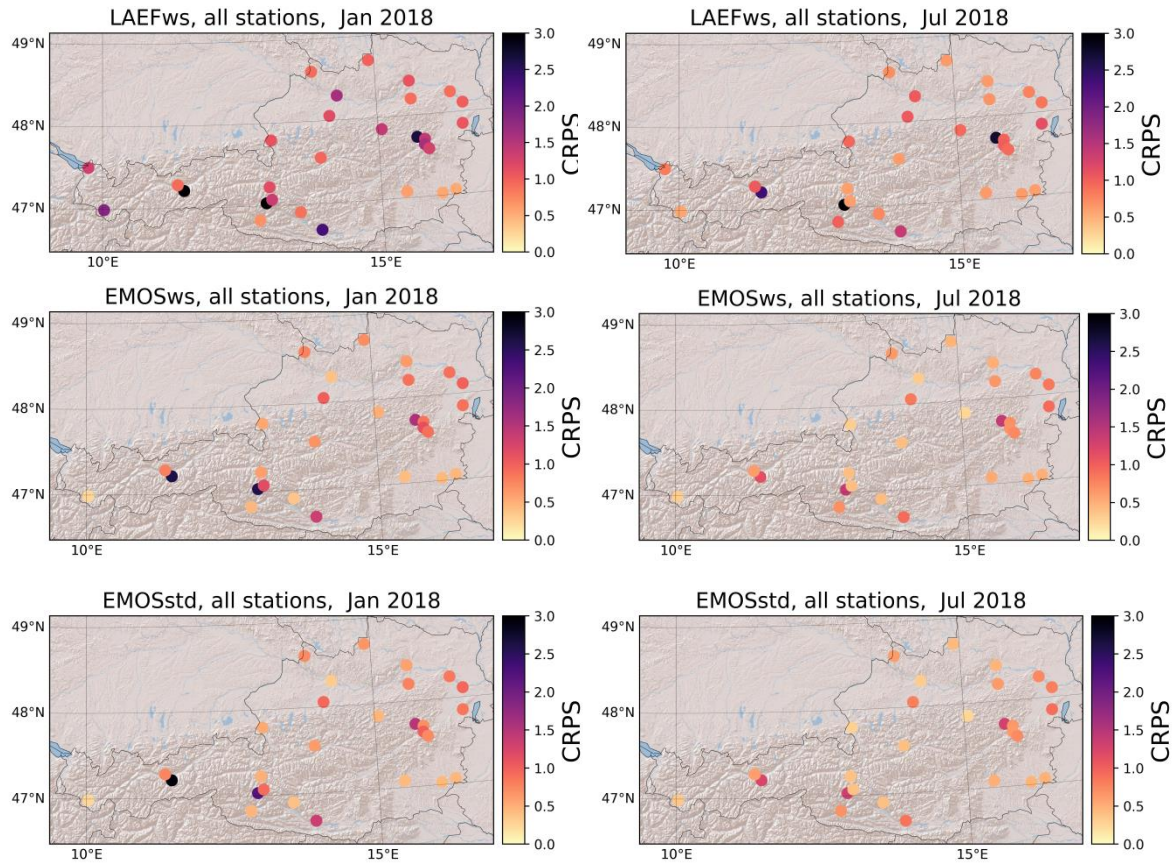 LAEFws, all stations, Jan 2018
49°N
48°N
47°N
10°E
15°E
3.0
2.5
2.0
1.5
1.0
0.5
0.0
CRPS
LAEFws, all stations, Jul 2018
49°N
48°N
47°N
10°E
15°E
3.0
2.5
2.0
1.5
1.0
0.5
0.0
CRPS
EMOSws, all stations, Jan 2018
49°N
48°N
47°N
10°E
15°E
3.0
2.5
2.0
1.5
1.0
0.5
0.0
CRPS
EMOSws, all stations, Jul 2018
49°N
48°N
47°N
10°E
15°E
3.0
2.5
2.0
1.5
1.0
0.5
0.0
CRPS
EMOSstd, all stations, Jan 2018
49°N
48°N
47°N
10°E
15°E
3.0
2.5
2.0
1.5
1.0
0.5
0.0
CRPS
EMOSstd, all stations, Jul 2018
49°N
48°N
47°N
10°E
15°E
3.0
2.5
2.0
1.5
1.0
0.5
0.0
CRPS